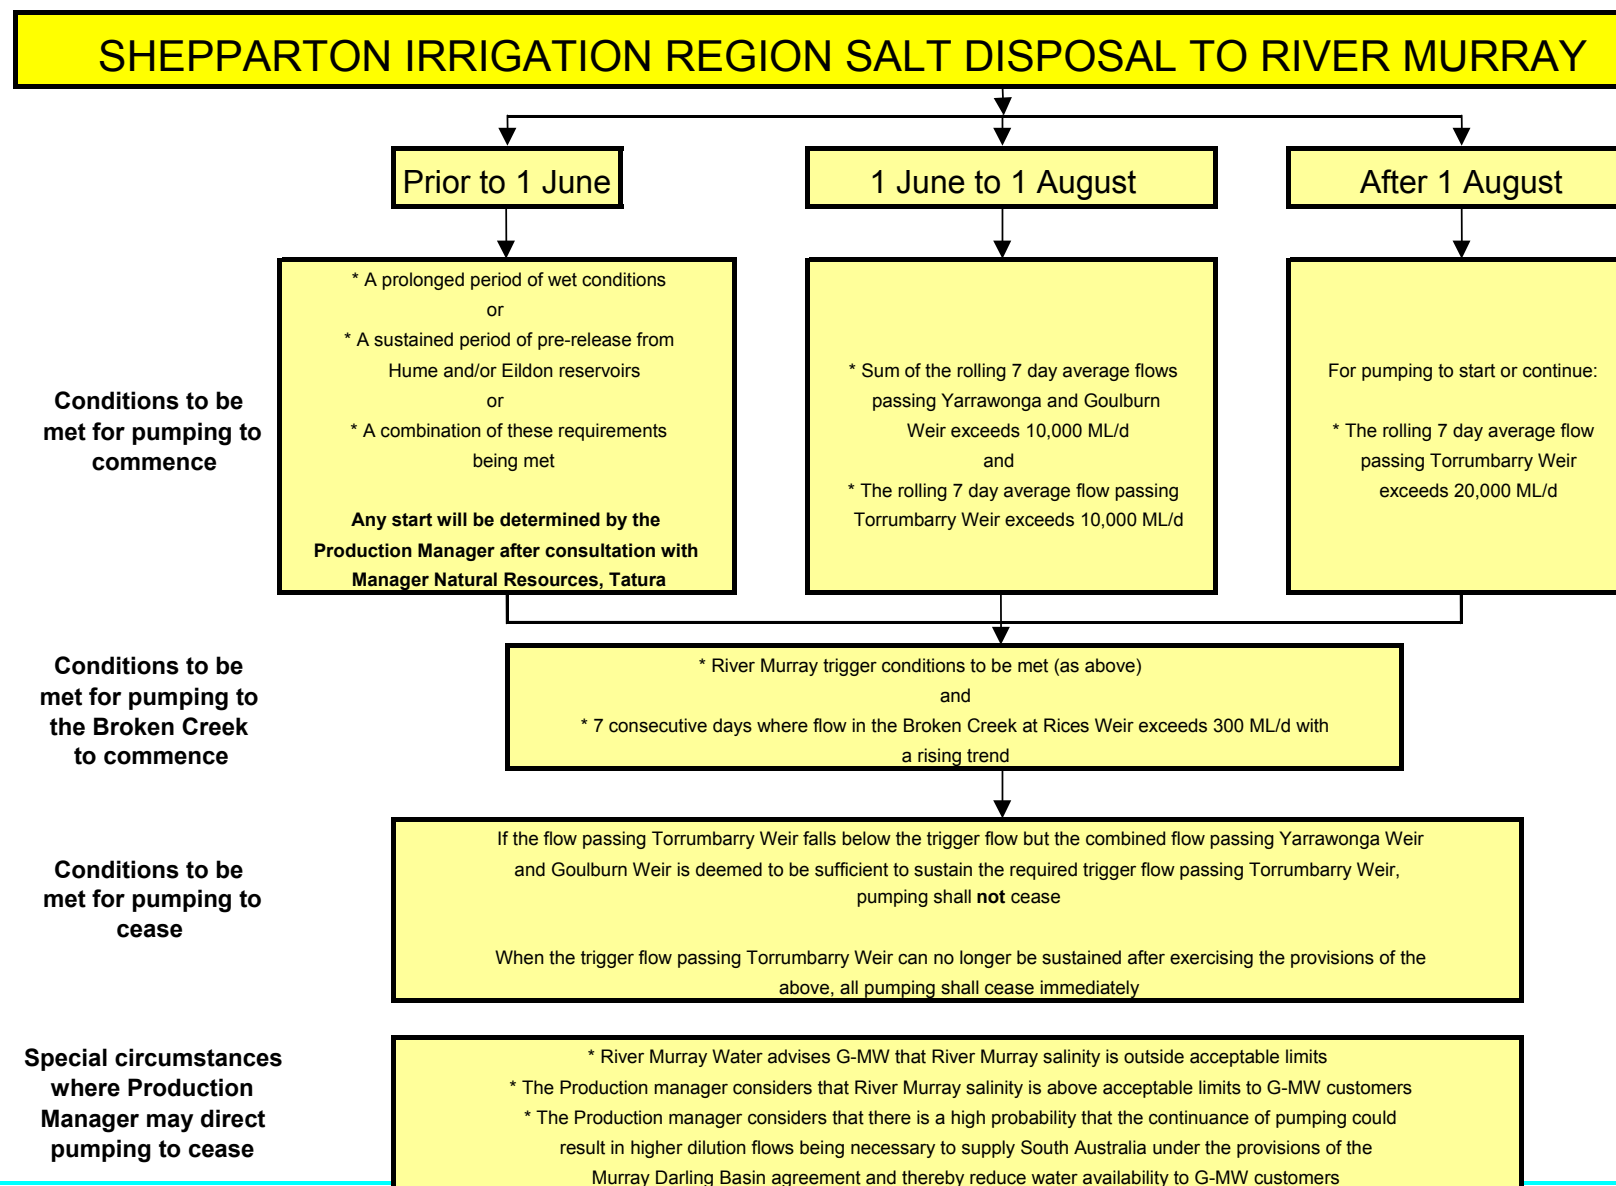 SHEPPARTON IRRIGATION REGION SALT DISPOSAL TO RIVER MURRAY
Prior to 1 June
1 June to 1 August
After 1 August
Conditions to be
met for pumping to
commence
* A prolonged period of wet conditions
or
* A sustained period of pre-release from
Hume and/or Eildon reservoirs
or
* A combination of these requirements
being met
Any start will be determined by the
Production Manager after consultation with
Manager Natural Resources, Tatura
* Sum of the rolling 7 day average flows
passing Yarrawonga and Goulburn
Weir exceeds 10,000 ML/d
and
* The rolling 7 day average flow passing
Torrumbarry Weir exceeds 10,000 ML/d
For pumping to start or continue:
* The rolling 7 day average flow
passing Torrumbarry Weir
exceeds 20,000 ML/d
Conditions to be
met for pumping to
the Broken Creek
to commence
* River Murray trigger conditions to be met (as above)
and
* 7 consecutive days where flow in the Broken Creek at Rices Weir exceeds 300 ML/d with
a rising trend
Conditions to be
met for pumping to
cease
If the flow passing Torrumbarry Weir falls below the trigger flow but the combined flow passing Yarrawonga Weir
and Goulburn Weir is deemed to be sufficient to sustain the required trigger flow passing Torrumbarry Weir,
pumping shall not cease
When the trigger flow passing Torrumbarry Weir can no longer be sustained after exercising the provisions of the
above, all pumping shall cease immediately
Special circumstances
where Production
Manager may direct
pumping to cease
* River Murray Water advises G-MW that River Murray salinity is outside acceptable limits
* The Production manager considers that River Murray salinity is above acceptable limits to G-MW customers
* The Production manager considers that there is a high probability that the continuance of pumping could
result in higher dilution flows being necessary to supply South Australia under the provisions of the
Murray Darling Basin agreement and thereby reduce water availability to G-MW customers